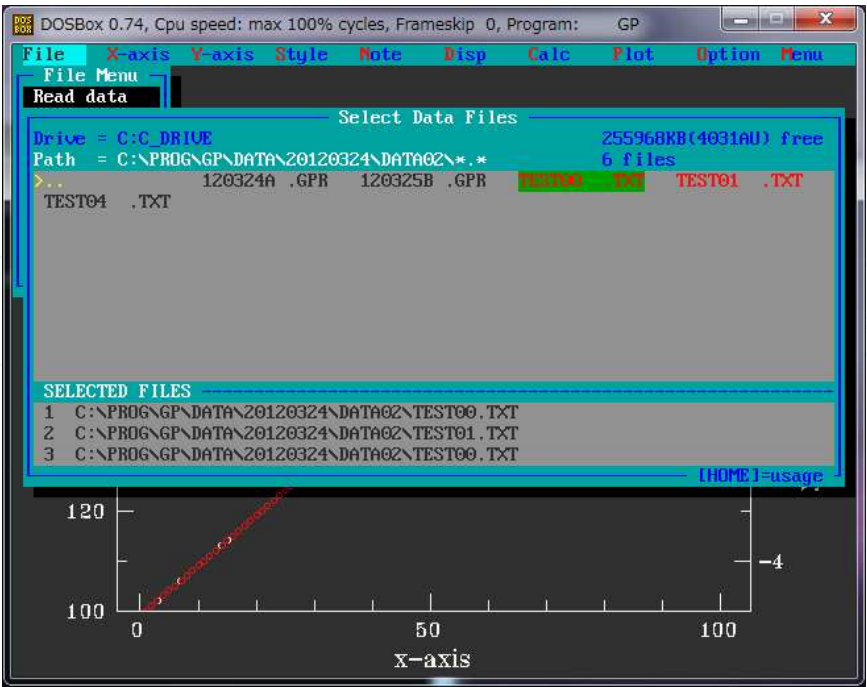 DOSBox 0.74, Cpu speed: max 100% cycles, Frameskip 0, Program: GP
File X-axis Y-axis Style Note Disp Calc Plot Option Menu
File Menu
Read data
Select Data Files
Drive = C:C_DRIVE 255968KB(4031AU) free
Path = C:\PROG\GP\DATA\20120324\DATA02\*.* 6 files
>.. 120324A .GPR 120325B .GPR TEST00 .TXT TEST01 .TXT
TEST04 .TXT
SELECTED FILES
1 C:\PROG\GP\DATA\20120324\DATA02\TEST00.TXT
2 C:\PROG\GP\DATA\20120324\DATA02\TEST01.TXT
3 C:\PROG\GP\DATA\20120324\DATA02\TEST00.TXT
[HOME]=usage
120
-4
100
0 50 100
x-axis